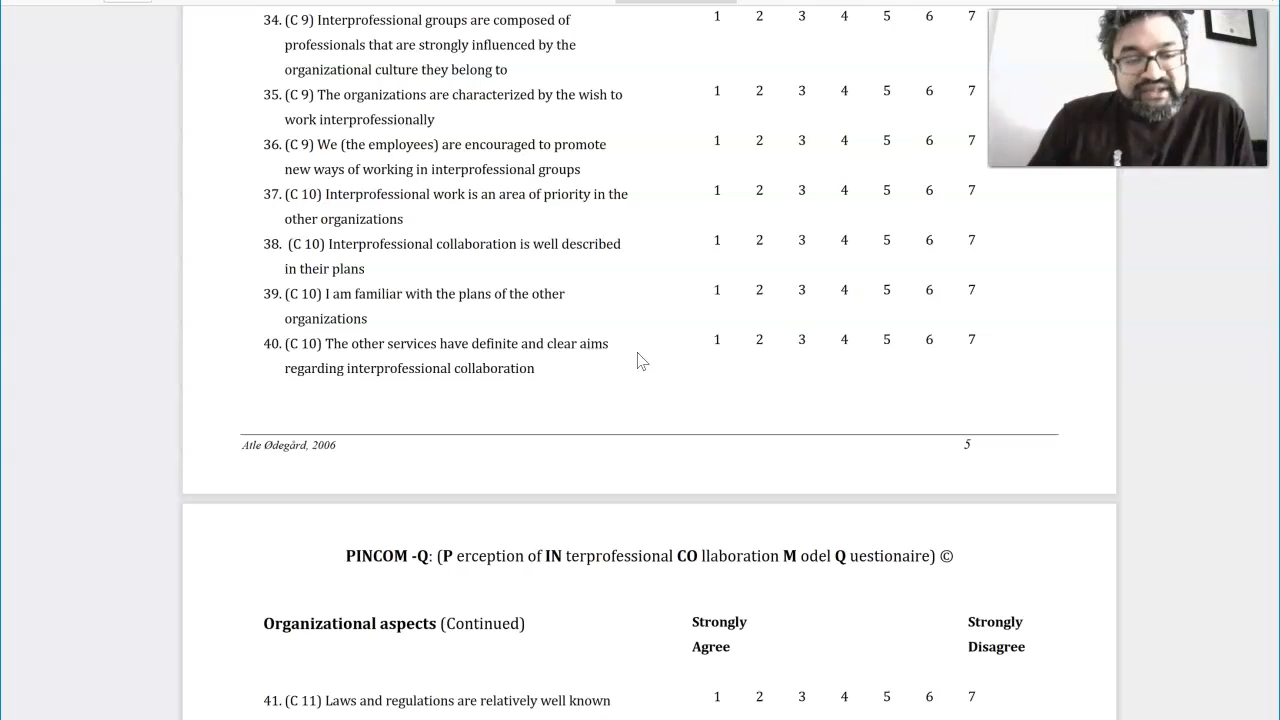 34. (C 9) Interprofessional groups are composed of 1 2 3 4 5 6 7
professionals that are strongly influenced by the
organizational culture they belong to
35. (C 9) The organizations are characterized by the wish to 1 2 3 4 5 6 7
work interprofessionally
36. (C 9) We (the employees) are encouraged to promote 1 2 3 4 5 6 7
new ways of working in interprofessional groups
37. (C 10) Interprofessional work is an area of priority in the 1 2 3 4 5 6 7
other organizations
38. (C 10) Interprofessional collaboration is well described 1 2 3 4 5 6 7
in their plans
39. (C 10) I am familiar with the plans of the other 1 2 3 4 5 6 7
organizations
40. (C 10) The other services have definite and clear aims 1 2 3 4 5 6 7
regarding interprofessional collaboration
Atle Ødegård, 2006 5
PINCOM -Q: (P erception of IN terprofessional CO llaboration M odel Q uestionaire) ©
Organizational aspects (Continued) Strongly Strongly
Agree Disagree
41. (C 11) Laws and regulations are relatively well known 1 2 3 4 5 6 7